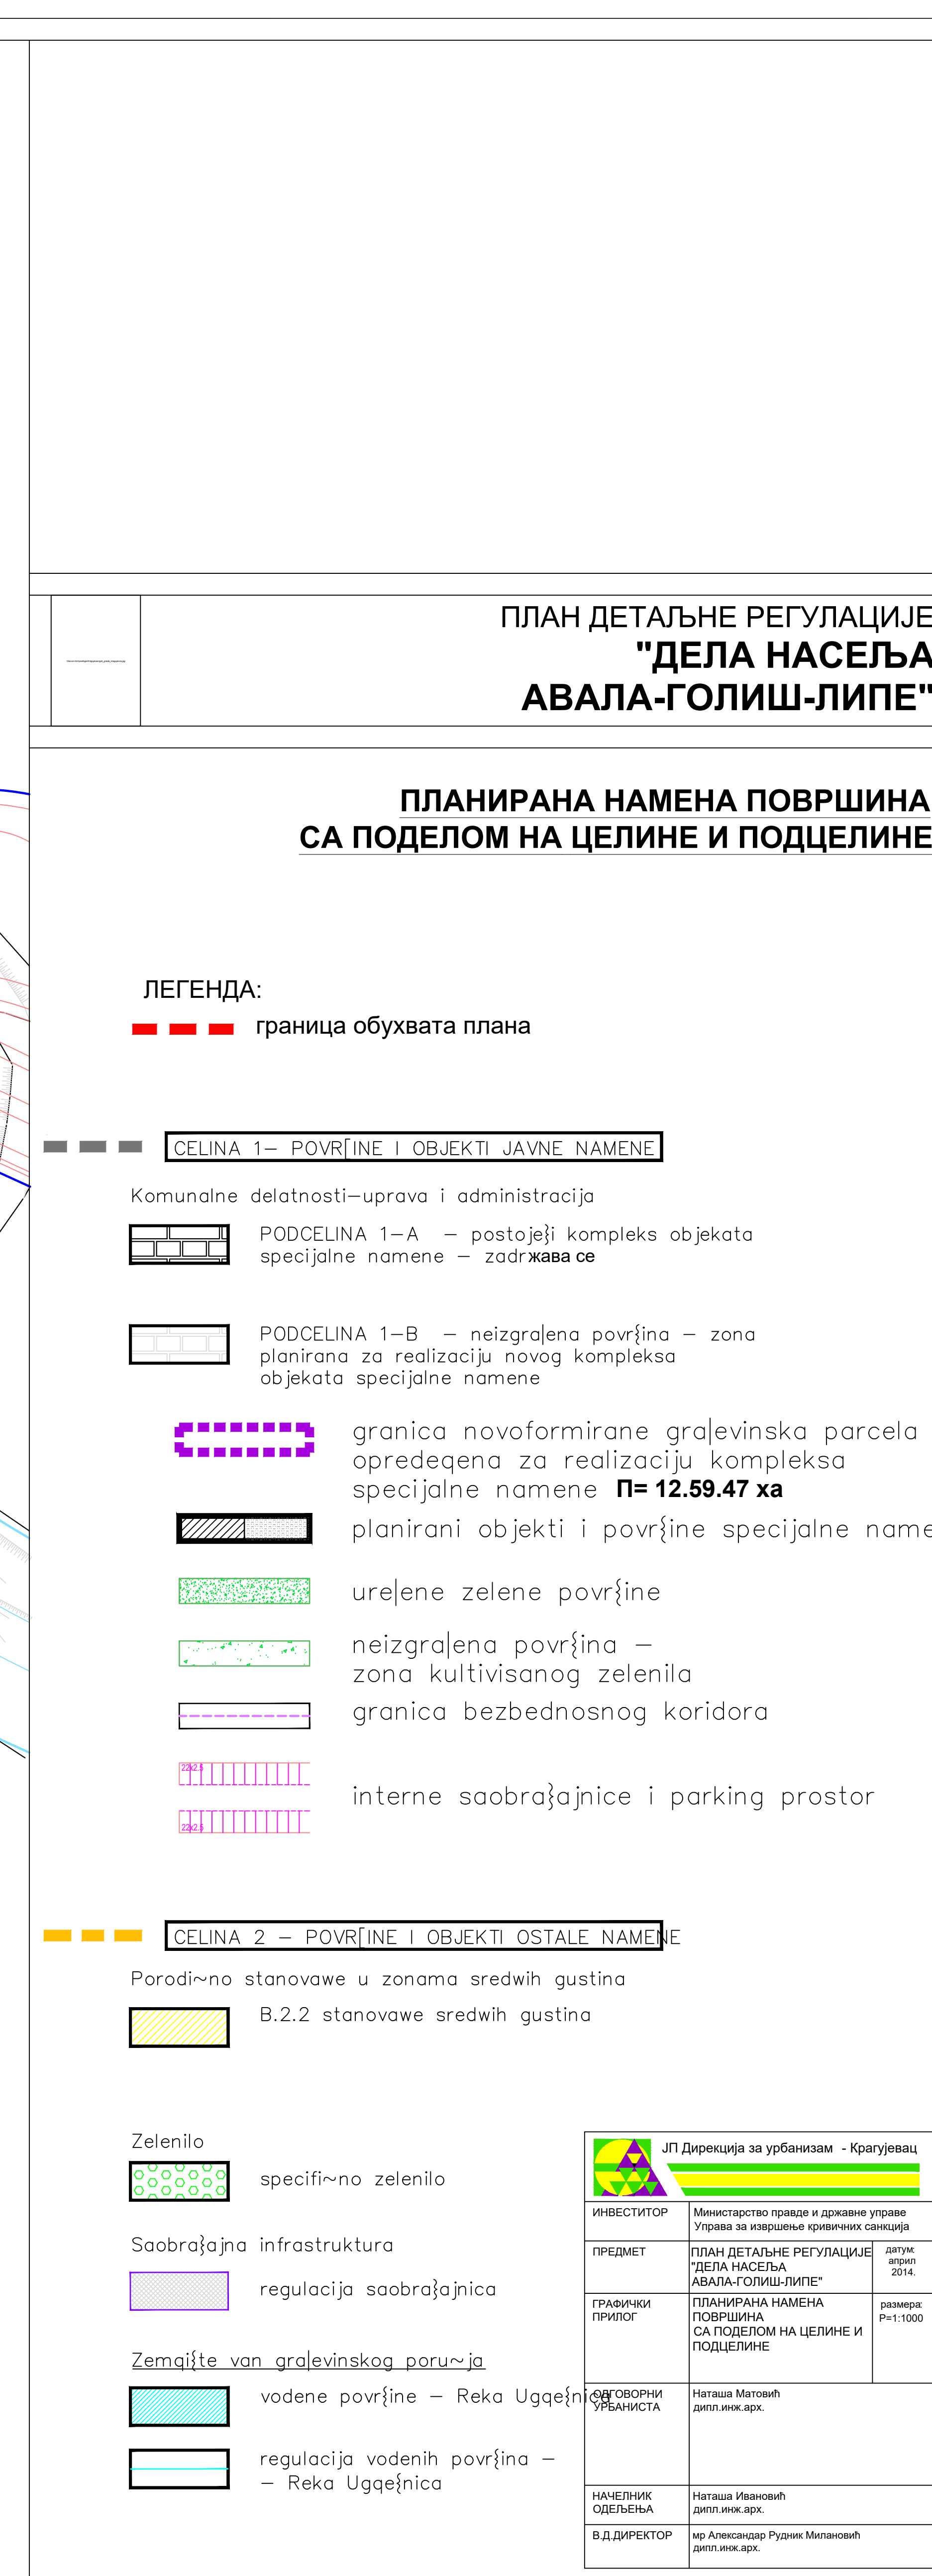 ПЛАН ДЕТАЉНЕ РЕГУЛАЦИЈЕ
"ДЕЛА НАСЕЉА
АВАЛА-ГОЛИШ-ЛИПЕ"
ПЛАНИРАНА НАМЕНА ПОВРШИНА
СА ПОДЕЛОМ НА ЦЕЛИНЕ И ПОДЦЕЛИНЕ
ЛЕГЕНДА:
граница обухвата плана
CELINA 1– POVR[INE I OBJEKTI JAVNE NAMENE
Komunalne delatnosti–uprava i administracija
PODCELINA 1–A – postoje}i kompleks objekata
specijalne namene – zadrжава се
PODCELINA 1–B – neizgra|ena povr{ina – zona
planirana za realizaciju novog kompleksa
objekata specijalne namene
granica novoformirane gra|evinska parcela
opredeqena za realizaciju kompleksa
specijalne namene П= 12.59.47 ха
planirani objekti i povr{ine specijalne name
ure|ene zelene povr{ine
neizgra|ena povr{ina –
zona kultivisanog zelenila
granica bezbednosnog koridora
22x2.5
interne saobra}ajnice i parking prostor
22x2.5
CELINA 2 – POVR[INE I OBJEKTI OSTALE NAMENE
Porodi~no stanovawe u zonama sredwih gustina
B.2.2 stanovawe sredwih gustina
Zelenilo
specifi~no zelenilo
Saobra}ajna infrastruktura
regulacija saobra}ajnica
Zemqi{te van gra|evinskog poru~ja
vodene povr{ine – Reka Ugqe{nica
regulacija vodenih povr{ina –
– Reka Ugqe{nica
ЈП Дирекција за урбанизам - Крагујевац
ИНВЕСТИТОР
Министарство правде и државне управе
Управа за извршење кривичних санкција
ПРЕДМЕТ
ПЛАН ДЕТАЉНЕ РЕГУЛАЦИЈЕ
"ДЕЛА НАСЕЉА
АВАЛА-ГОЛИШ-ЛИПЕ"
датум:
април
2014.
ГРАФИЧКИ
ПРИЛОГ
ПЛАНИРАНА НАМЕНА
ПОВРШИНА
СА ПОДЕЛОМ НА ЦЕЛИНЕ И
ПОДЦЕЛИНЕ
размера:
Р=1:1000
ОДГОВОРНИ
УРБАНИСТА
Наташа Матовић
дипл.инж.арх.
НАЧЕЛНИК
ОДЕЉЕЊА
Наташа Ивановић
дипл.инж.арх.
В.Д.ДИРЕКТОР
мр Александар Рудник Милановић
дипл.инж.арх.